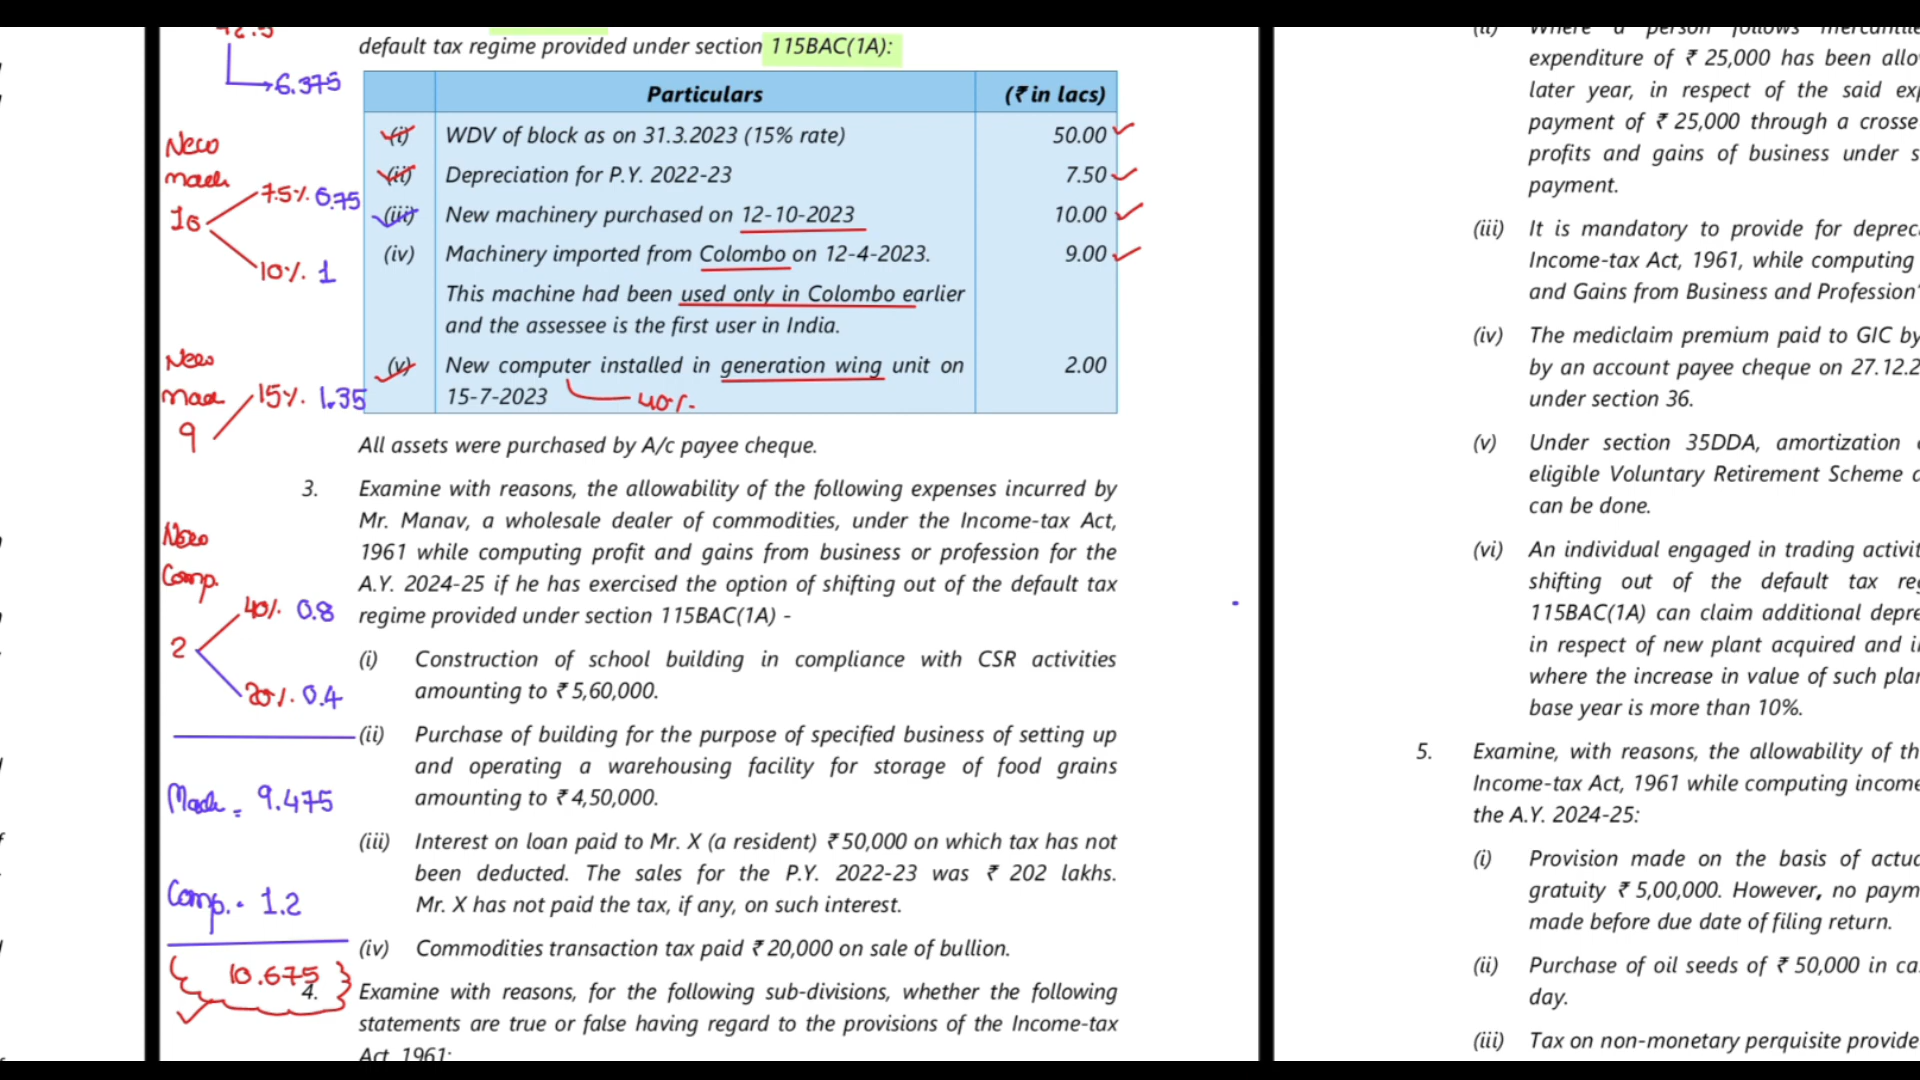 default tax regime provided under section 115BAC(1A):
Particulars (₹ in lacs)
(i) WDV of block as on 31.3.2023 (15% rate) 50.00
(ii) Depreciation for P.Y. 2022-23 7.50
(iii) New machinery purchased on 12-10-2023 10.00
(iv) Machinery imported from Colombo on 12-4-2023. 9.00
This machine had been used only in Colombo earlier
and the assessee is the first user in India.
(v) New computer installed in generation wing unit on 2.00
15-7-2023 40%.
All assets were purchased by A/c payee cheque.
3. Examine with reasons, the allowability of the following expenses incurred by
Mr. Manav, a wholesale dealer of commodities, under the Income-tax Act,
1961 while computing profit and gains from business or profession for the
A.Y. 2024-25 if he has exercised the option of shifting out of the default tax
regime provided under section 115BAC(1A) -
(i) Construction of school building in compliance with CSR activities
amounting to ₹ 5,60,000.
(ii) Purchase of building for the purpose of specified business of setting up
and operating a warehousing facility for storage of food grains
amounting to ₹ 4,50,000.
(iii) Interest on loan paid to Mr. X (a resident) ₹ 50,000 on which tax has not
been deducted. The sales for the P.Y. 2022-23 was ₹ 202 lakhs.
Mr. X has not paid the tax, if any, on such interest.
(iv) Commodities transaction tax paid ₹ 20,000 on sale of bullion.
4. Examine with reasons, for the following sub-divisions, whether the following
statements are true or false having regard to the provisions of the Income-tax
Act, 1961:
42.5
6.375
New
mach
10
7.5% 0.75
10% 1
New
mac
9
15% 1.35
New
Comp.
2
40% 0.8
20% 0.4
Mach = 9.475
Comp. = 1.2
10.675
(ii) Where a person follows mercantile
expenditure of ₹ 25,000 has been allo
later year, in respect of the said exp
payment of ₹ 25,000 through a crosse
profits and gains of business under s
payment.
(iii) It is mandatory to provide for deprec
Income-tax Act, 1961, while computing
and Gains from Business and Profession'
(iv) The mediclaim premium paid to GIC by
by an account payee cheque on 27.12.2
under section 36.
(v) Under section 35DDA, amortization
eligible Voluntary Retirement Scheme
can be done.
(vi) An individual engaged in trading activit
shifting out of the default tax reg
115BAC(1A) can claim additional depre
in respect of new plant acquired and i
where the increase in value of such plan
base year is more than 10%.
5. Examine, with reasons, the allowability of th
Income-tax Act, 1961 while computing income
the A.Y. 2024-25:
(i) Provision made on the basis of actua
gratuity ₹ 5,00,000. However, no paym
made before due date of filing return.
(ii) Purchase of oil seeds of ₹ 50,000 in ca
day.
(iii) Tax on non-monetary perquisite provide